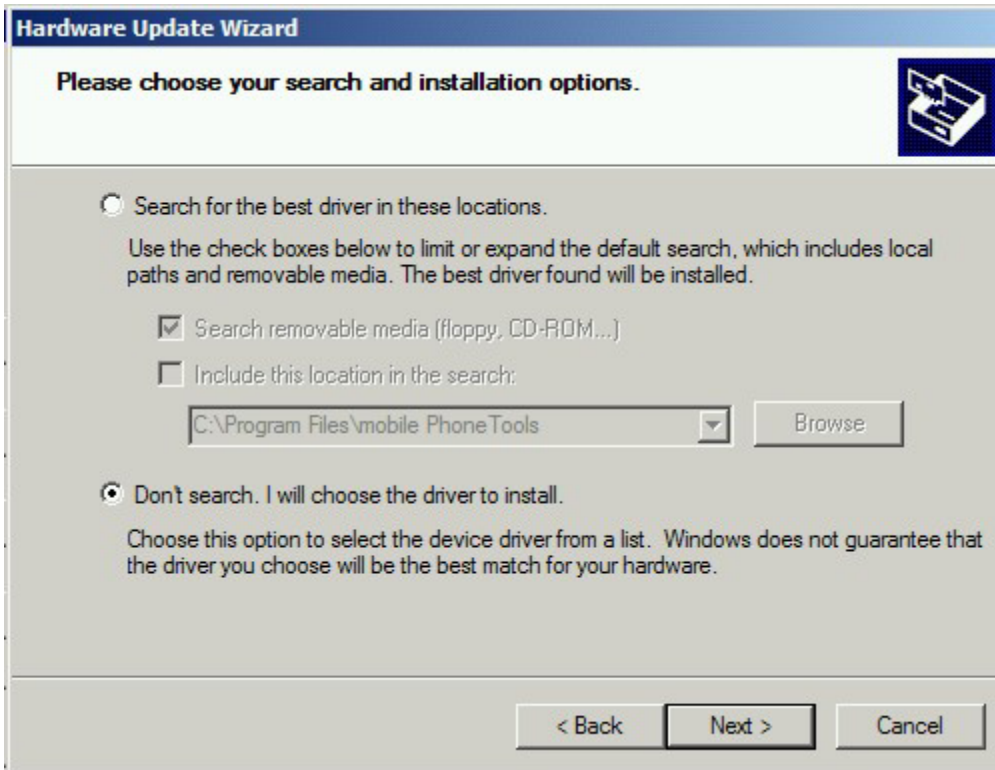 Hardware Update Wizard
Please choose your search and installation options.
Search for the best driver in these locations.
Use the check boxes below to limit or expand the default search, which includes local
paths and removable media. The best driver found will be installed.
Search removable media (floppy, CD-ROM...)
Include this location in the search:
C:\Program Files\mobile PhoneTools
Browse
Don't search. I will choose the driver to install.
Choose this option to select the device driver from a list.  Windows does not guarantee that
the driver you choose will be the best match for your hardware.
< Back Next > Cancel